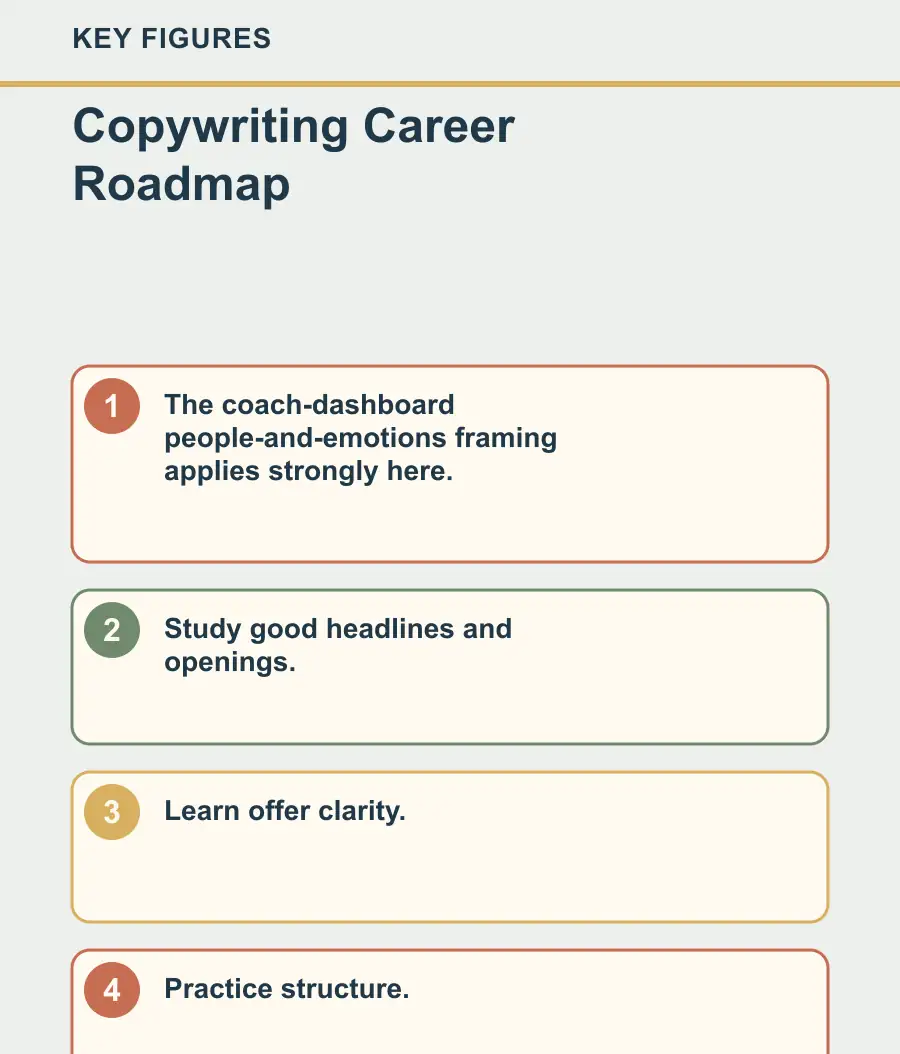 KEY FIGURES
Copywriting Career
Roadmap
1
The coach-dashboard
people-and-emotions framing
applies strongly here.
2
Study good headlines and
openings.
3
Learn offer clarity.
4
Practice structure.